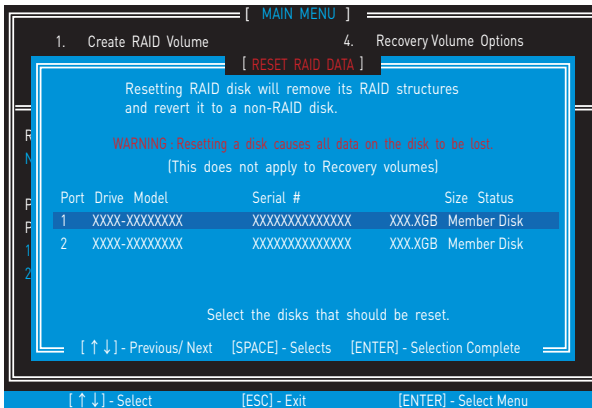 [ MAIN MENU ]
1. Create RAID Volume 4. Recovery Volume Options
[ RESET RAID DATA ]
Resetting RAID disk will remove its RAID structures
and revert it to a non-RAID disk.
WARNING : Resetting a disk causes all data on the disk to be lost.
(This does not apply to Recovery volumes)
Port Drive Model Serial # Size Status
1 XXXX-XXXXXXXX XXXXXXXXXXXXXX XXX.XGB Member Disk
2 XXXX-XXXXXXXX XXXXXXXXXXXXXX XXX.XGB Member Disk
Select the disks that should be reset.
[ ↑↓] - Previous/ Next [SPACE] - Selects [ENTER] - Selection Complete
[ ↑↓] - Select [ESC] - Exit [ENTER] - Select Menu